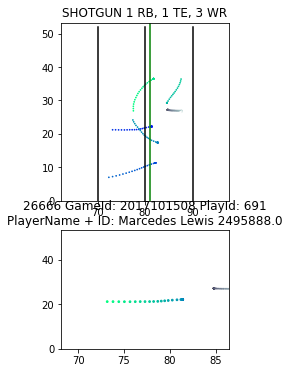 SHOTGUN 1 RB, 1 TE, 3 WR
50
40
30
20
10
0
70 80 90
26666 GameId: 2017101508 PlayId: 691
PlayerName + ID: Marcedes Lewis 2495888.0
40
20
0
70 75 80 85